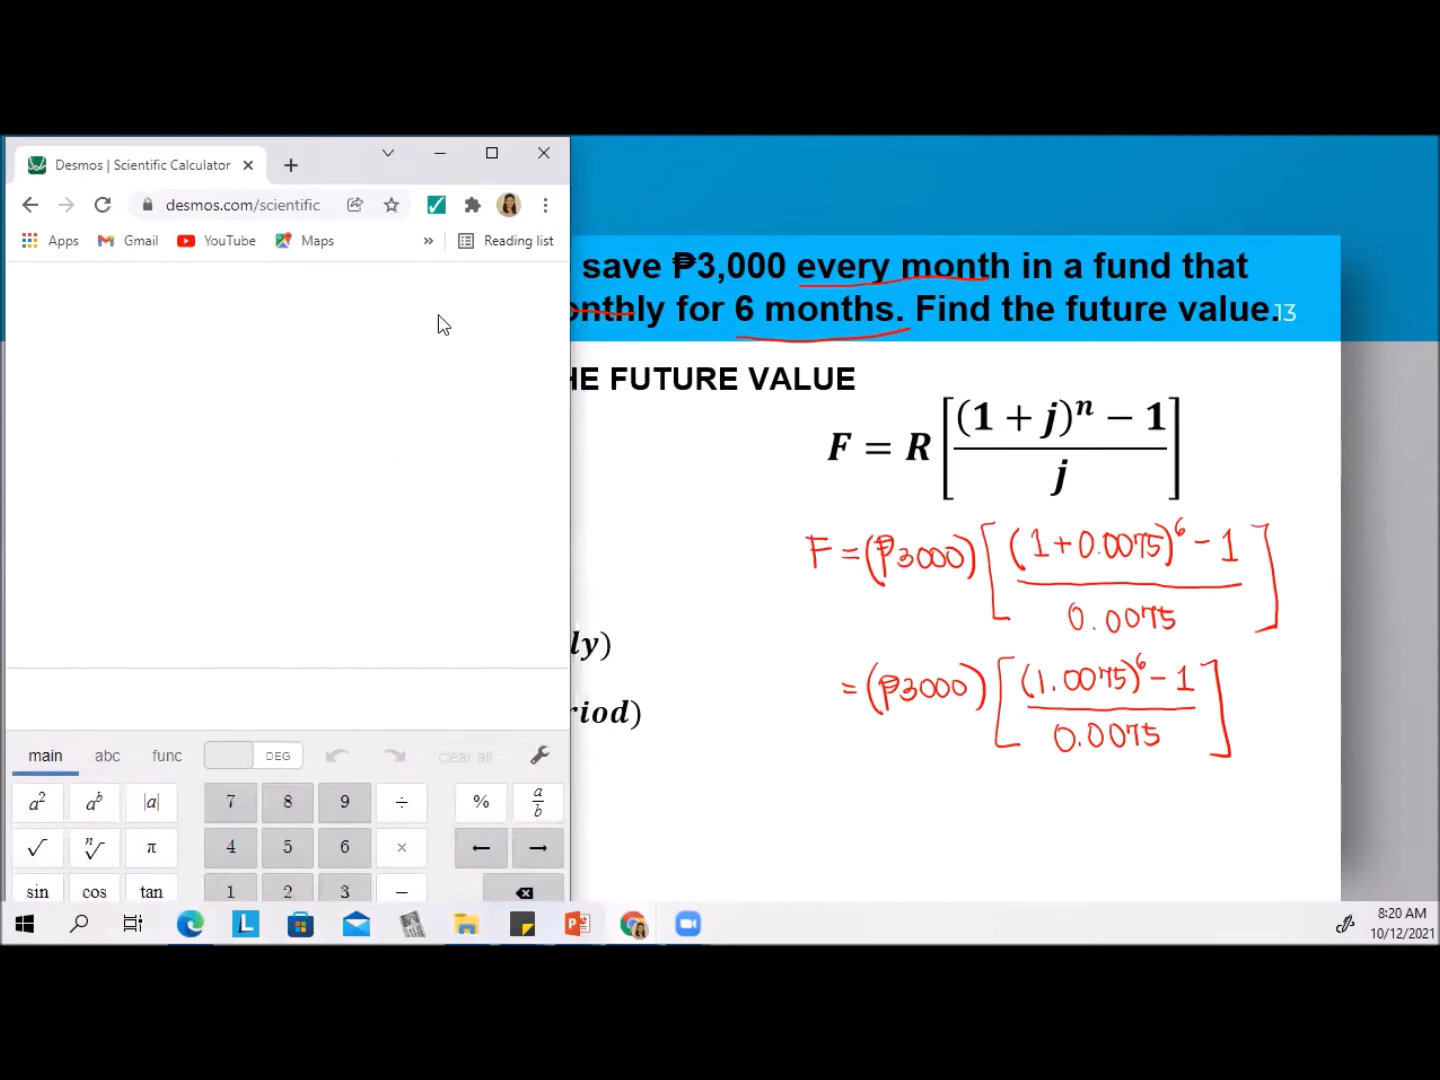 Desmos | Scientific Calculator
desmos.com/scientific
Apps Gmail YouTube Maps » Reading list
save ₱3,000 every month in a fund that
onthly for 6 months. Find the future value.
13
HE FUTURE VALUE
F = R [((1 + j)^n − 1) / j]
F = (₱3000) [((1+0.0075)^6 − 1) / 0.0075]
= (₱3000) [((1.0075)^6 − 1) / 0.0075]
ly)
riod)
main abc func DEG clear all
a² a^b |a| 7 8 9 ÷ % a/b
√ ⁿ√ π 4 5 6 × ← →
sin cos tan 1 2 3 −
8:20 AM
10/12/2021